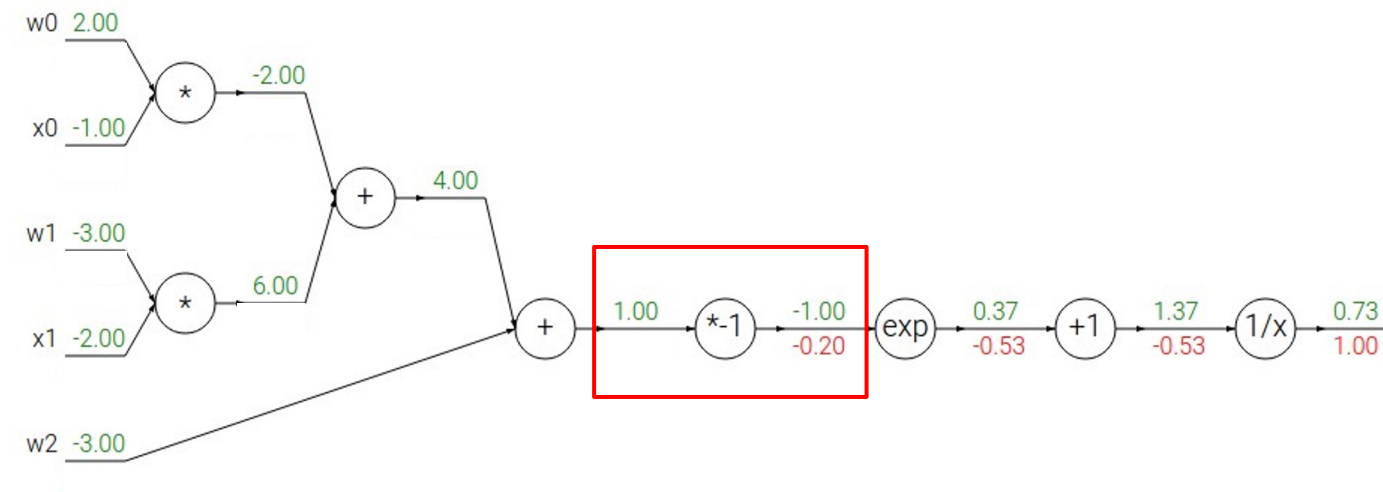 w0 2.00
* -2.00
x0 -1.00
+ 4.00
w1 -3.00
* 6.00
x1 -2.00
+ 1.00 *-1 -1.00 exp 0.37 +1 1.37 1/x 0.73
-0.20 -0.53 -0.53 1.00
w2 -3.00